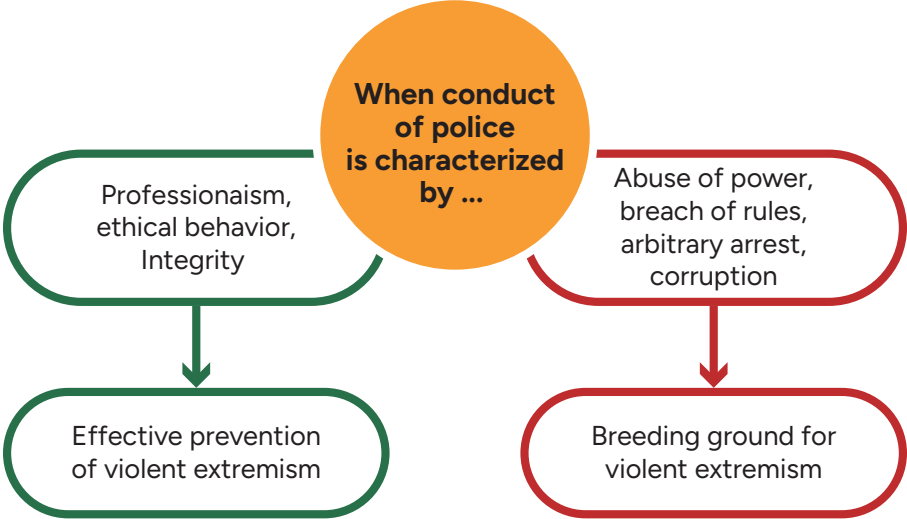 When conduct
of police
is characterized
by ...
Professionaism,
ethical behavior,
Integrity
Abuse of power,
breach of rules,
arbitrary arrest,
corruption
Effective prevention
of violent extremism
Breeding ground for
violent extremism